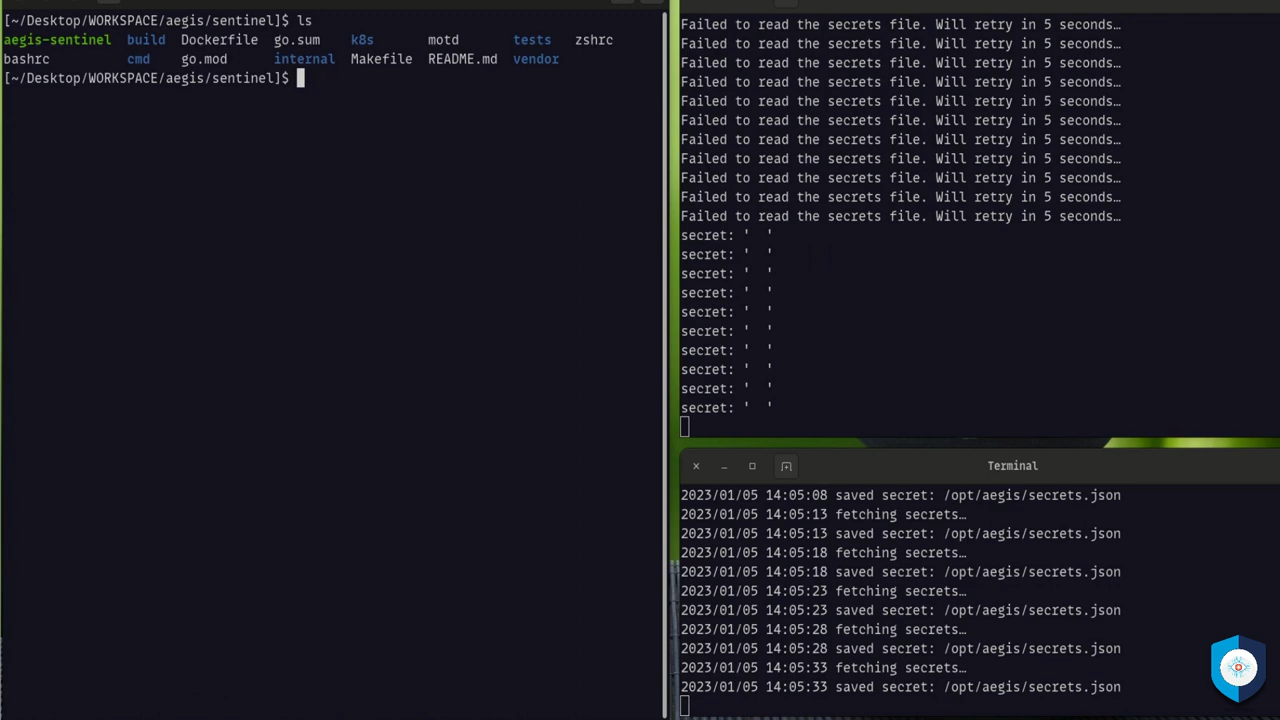 [~/Desktop/WORKSPACE/aegis/sentinel]$ ls
aegis-sentinel build Dockerfile go.sum k8s motd tests zshrc
bashrc cmd go.mod internal Makefile README.md vendor
[~/Desktop/WORKSPACE/aegis/sentinel]$
Failed to read the secrets file. Will retry in 5 seconds…
Failed to read the secrets file. Will retry in 5 seconds…
Failed to read the secrets file. Will retry in 5 seconds…
Failed to read the secrets file. Will retry in 5 seconds…
Failed to read the secrets file. Will retry in 5 seconds…
Failed to read the secrets file. Will retry in 5 seconds…
Failed to read the secrets file. Will retry in 5 seconds…
Failed to read the secrets file. Will retry in 5 seconds…
Failed to read the secrets file. Will retry in 5 seconds…
Failed to read the secrets file. Will retry in 5 seconds…
Failed to read the secrets file. Will retry in 5 seconds…
secret: '  '
secret: '  '
secret: '  '
secret: '  '
secret: '  '
secret: '  '
secret: '  '
secret: '  '
secret: '  '
secret: '  '
Terminal
2023/01/05 14:05:08 saved secret: /opt/aegis/secrets.json
2023/01/05 14:05:13 fetching secrets…
2023/01/05 14:05:13 saved secret: /opt/aegis/secrets.json
2023/01/05 14:05:18 fetching secrets…
2023/01/05 14:05:18 saved secret: /opt/aegis/secrets.json
2023/01/05 14:05:23 fetching secrets…
2023/01/05 14:05:23 saved secret: /opt/aegis/secrets.json
2023/01/05 14:05:28 fetching secrets…
2023/01/05 14:05:28 saved secret: /opt/aegis/secrets.json
2023/01/05 14:05:33 fetching secrets…
2023/01/05 14:05:33 saved secret: /opt/aegis/secrets.json